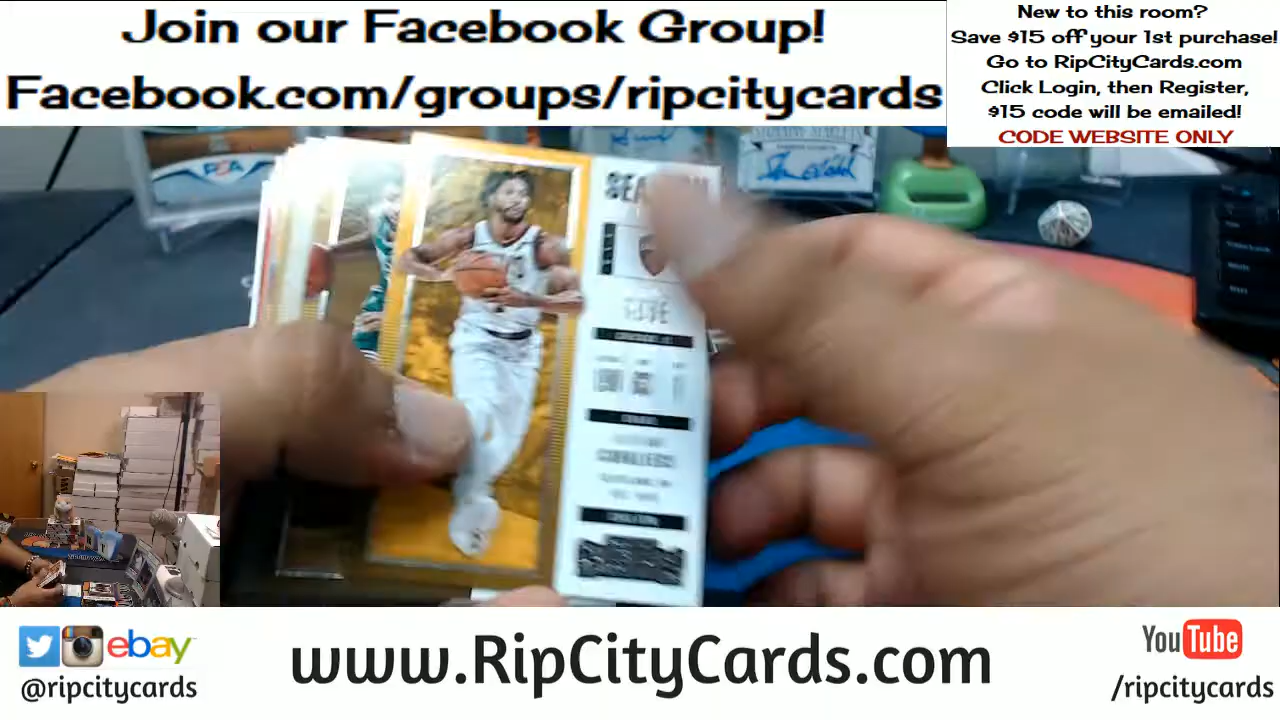 Join our Facebook Group!
Facebook.com/groups/ripcitycards
New to this room?
Save $15 off your 1st purchase!
Go to RipCityCards.com
Click Login, then Register,
$15 code will be emailed!
CODE WEBSITE ONLY
PSA
ebay
@ripcitycards
www.RipCityCards.com
YouTube
/ripcitycards